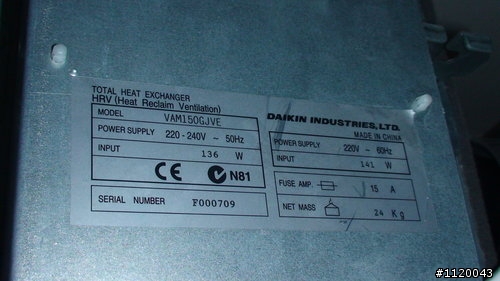 TOTAL HEAT EXCHANGER
HRV (Heat Reclaim Ventilation)
MODEL VAM150GJVE
POWER SUPPLY 220-240V ~ 50Hz
INPUT 136 W
CE N81
SERIAL NUMBER F000709
DAIKIN INDUSTRIES, LTD.
MADE IN CHINA
POWER SUPPLY 220V ~ 60Hz
INPUT 141 W
FUSE AMP. 15 A
NET MASS 24 Kg
#1120043